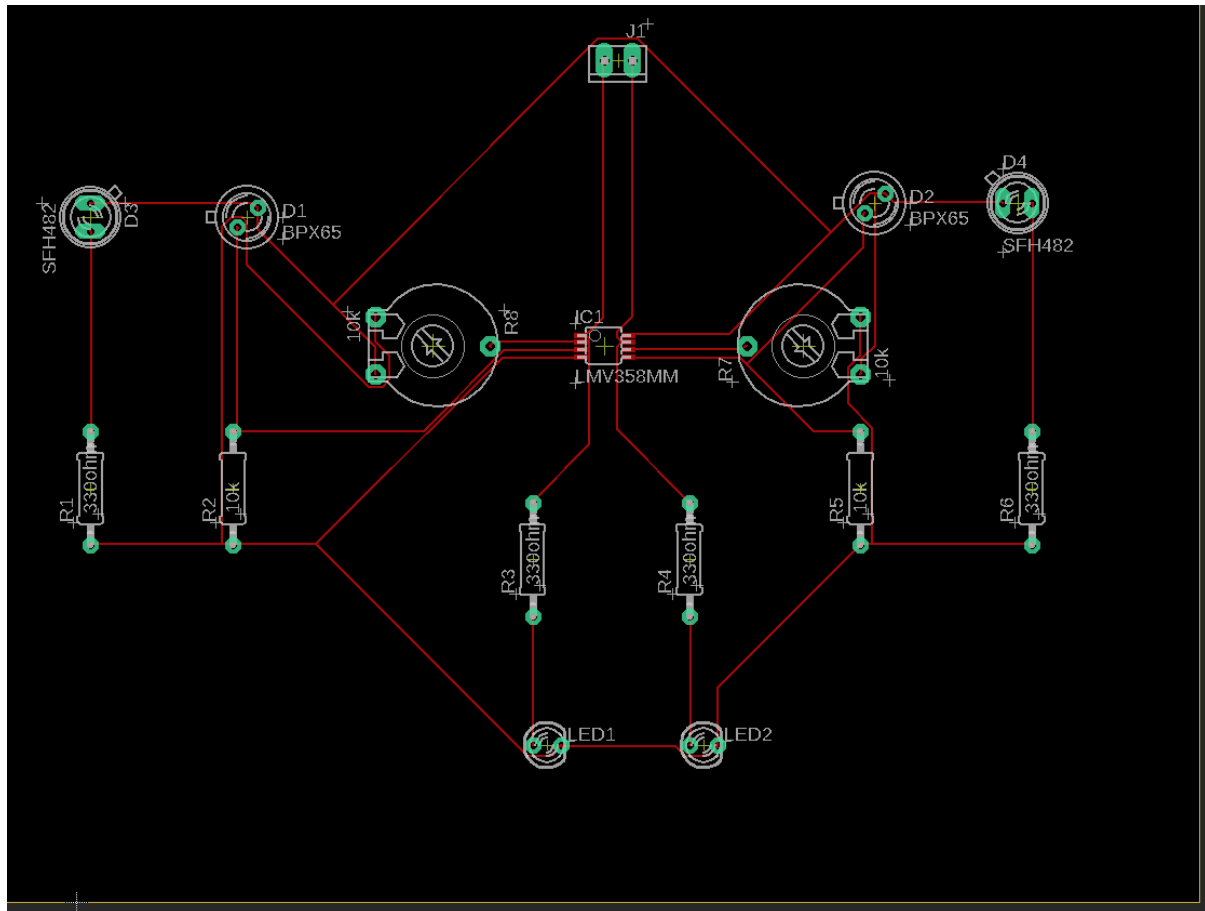 J1
D4
D3
SFH482
D1
BPX65
D2
BPX65
SFH482
10k
R8
IC1
LMV358MM
R7
10k
R1
330ohm
R2
10k
R3
330ohm
R4
330ohm
R5
10k
R6
330ohm
LED1
LED2